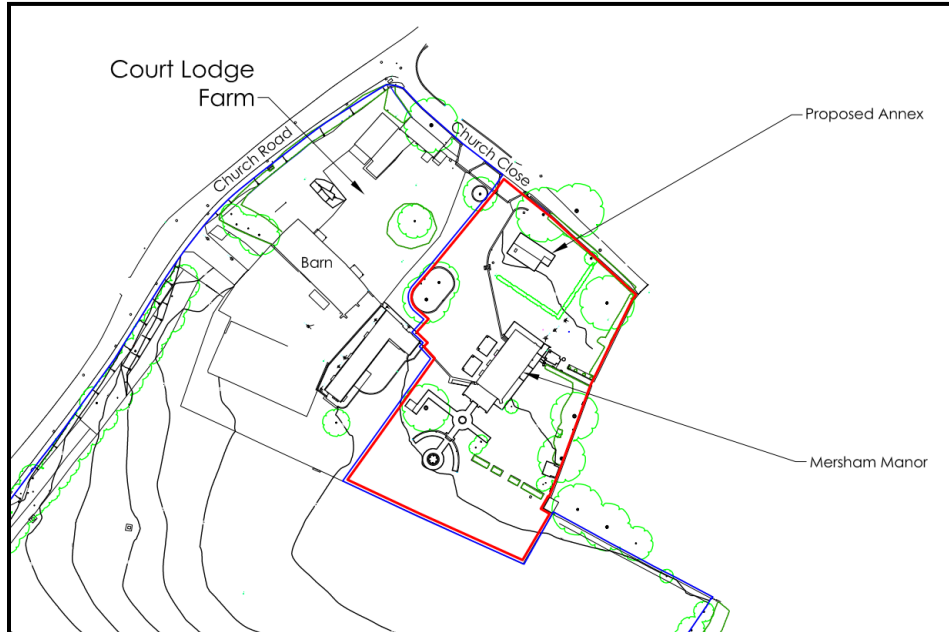 Court Lodge
Farm
Church Road
Church Close
Proposed Annex
Barn
Mersham Manor